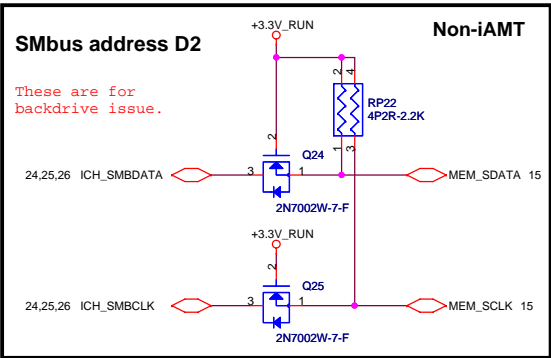 SMbus address D2
Non-iAMT
+3.3V_RUN
These are for
backdrive issue.
2
4
RP22
4P2R-2.2K
1
3
2
Q24
24,25,26 ICH_SMBDATA
3
1
MEM_SDATA 15
2N7002W-7-F
+3.3V_RUN
2
Q25
24,25,26 ICH_SMBCLK
3
1
MEM_SCLK 15
2N7002W-7-F